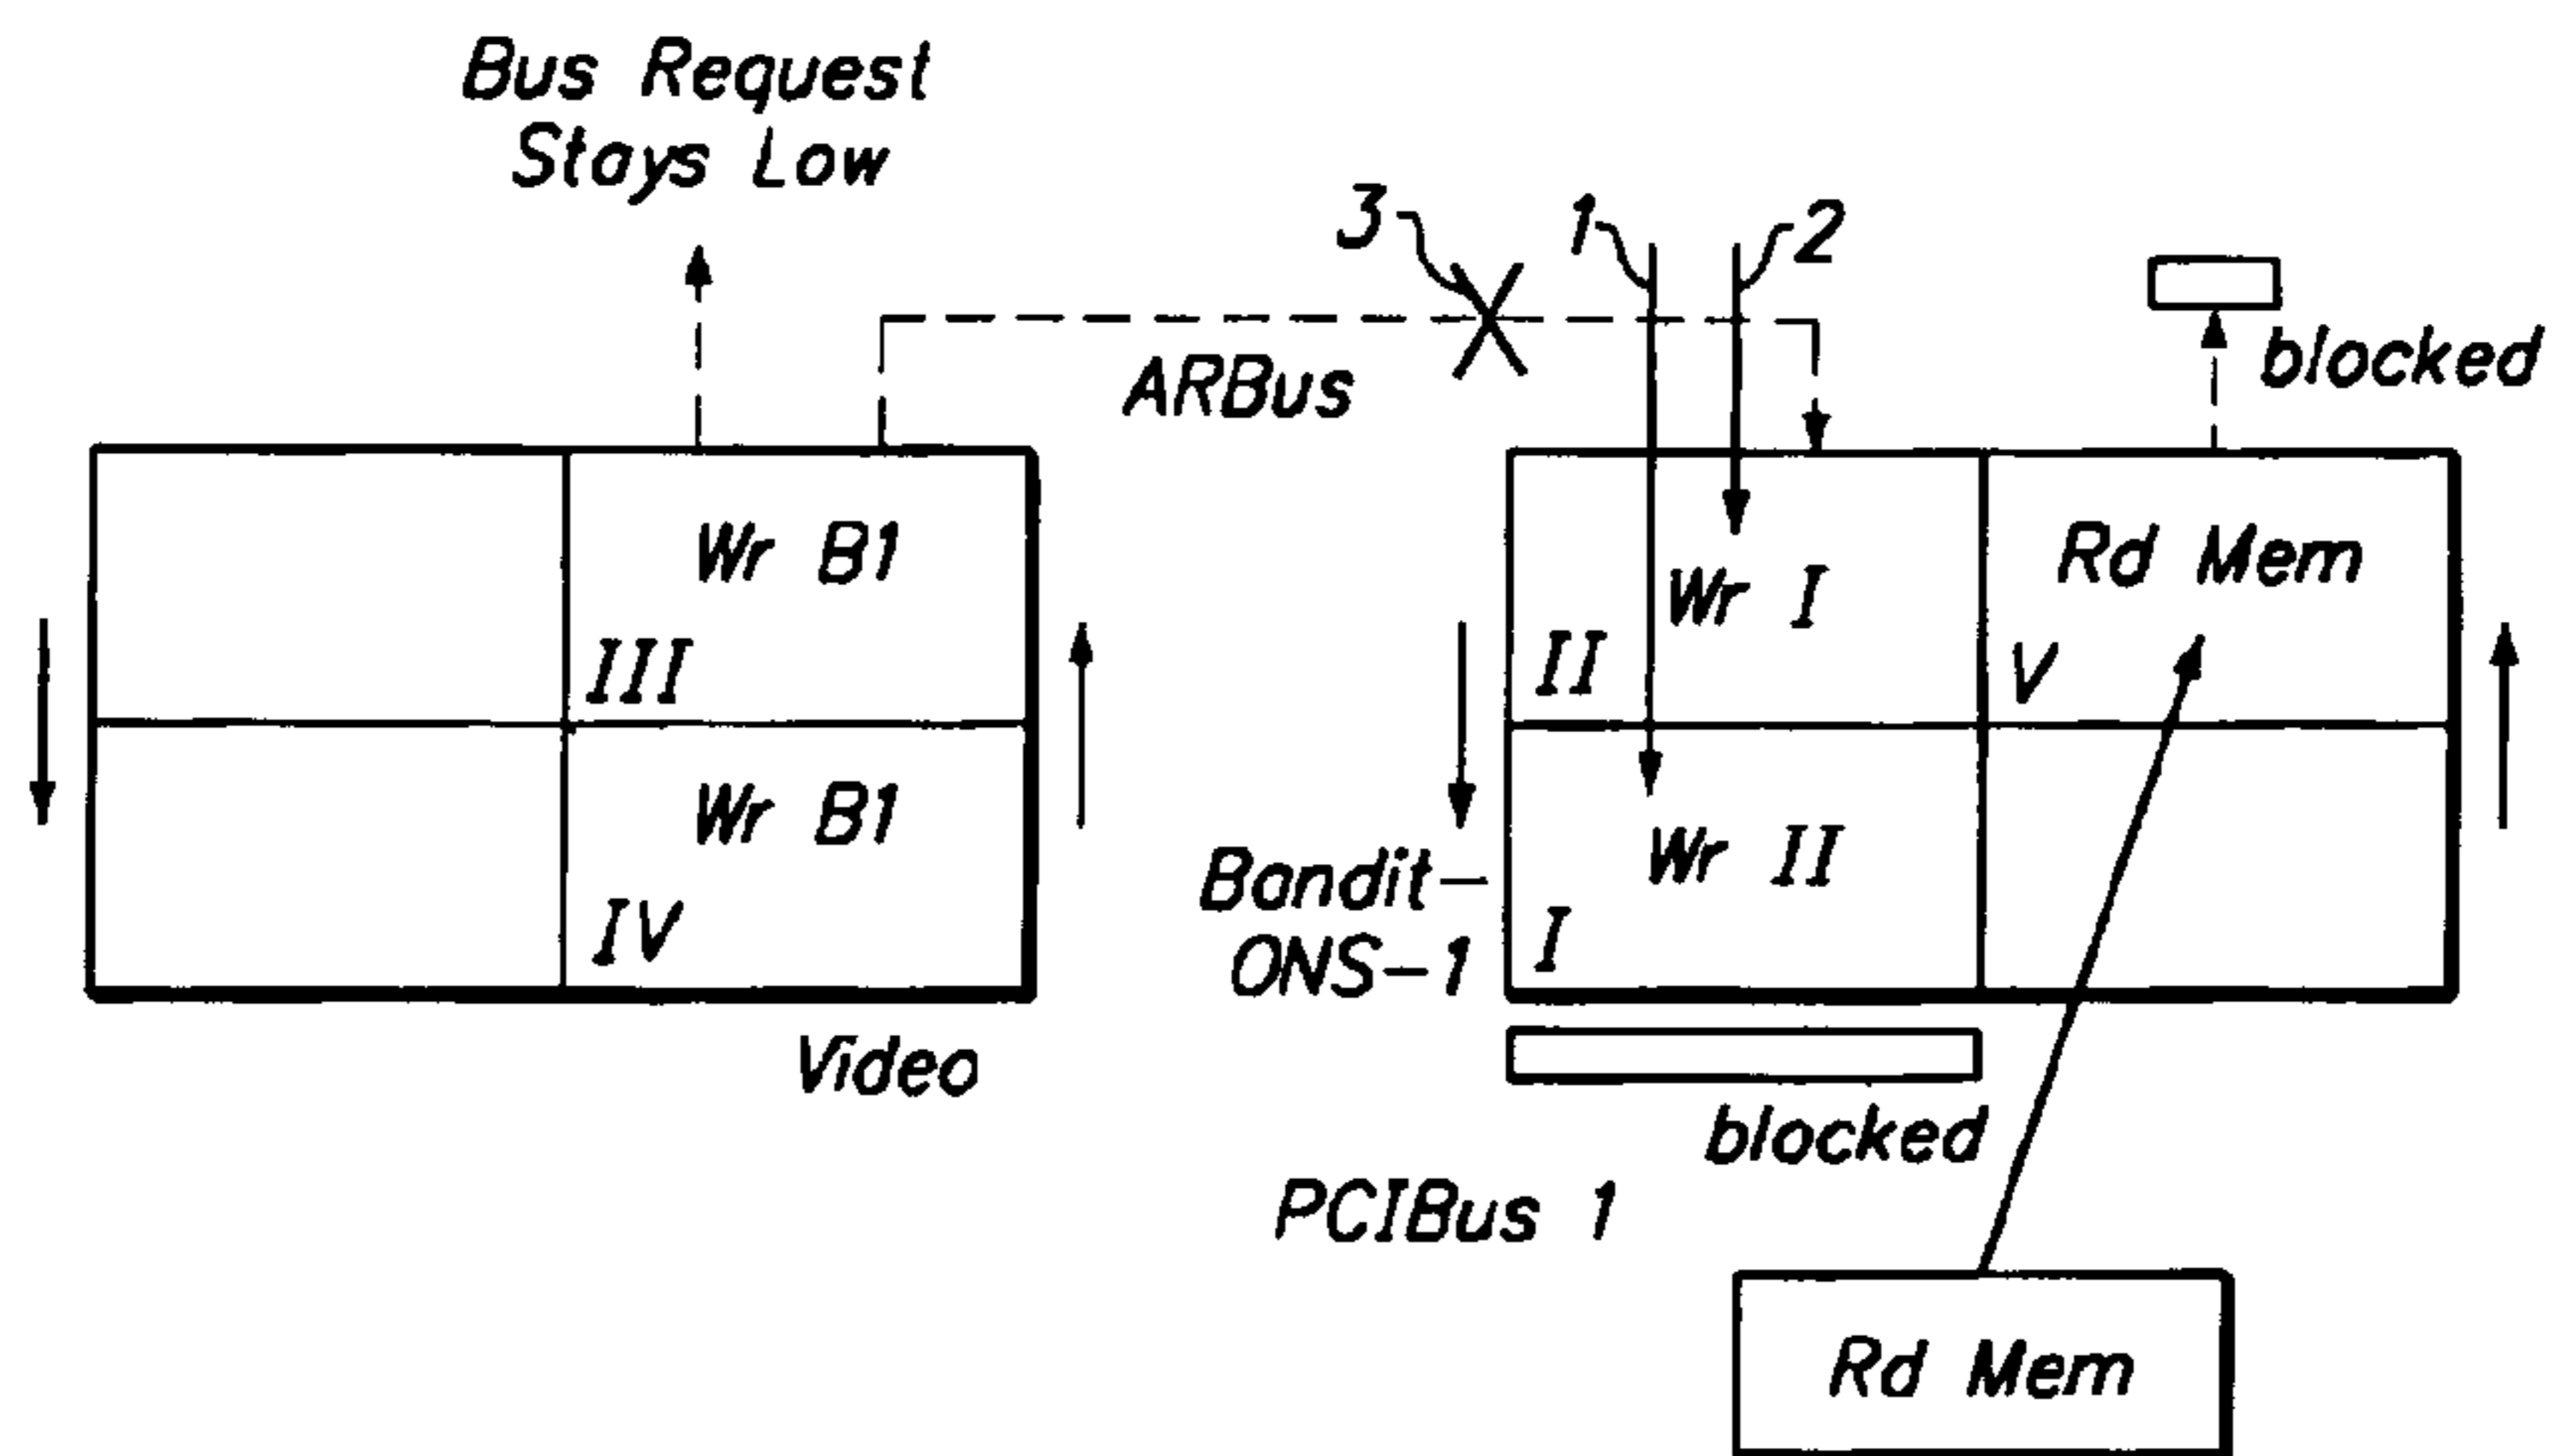 Bus Request
Stays Low
3
1
2
ARBus
blocked
Wr B1
III
Wr I
II
Rd Mem
V
Wr B1
IV
Bandit-
ONS-1
Wr II
I
Video
blocked
PCIBus 1
Rd Mem